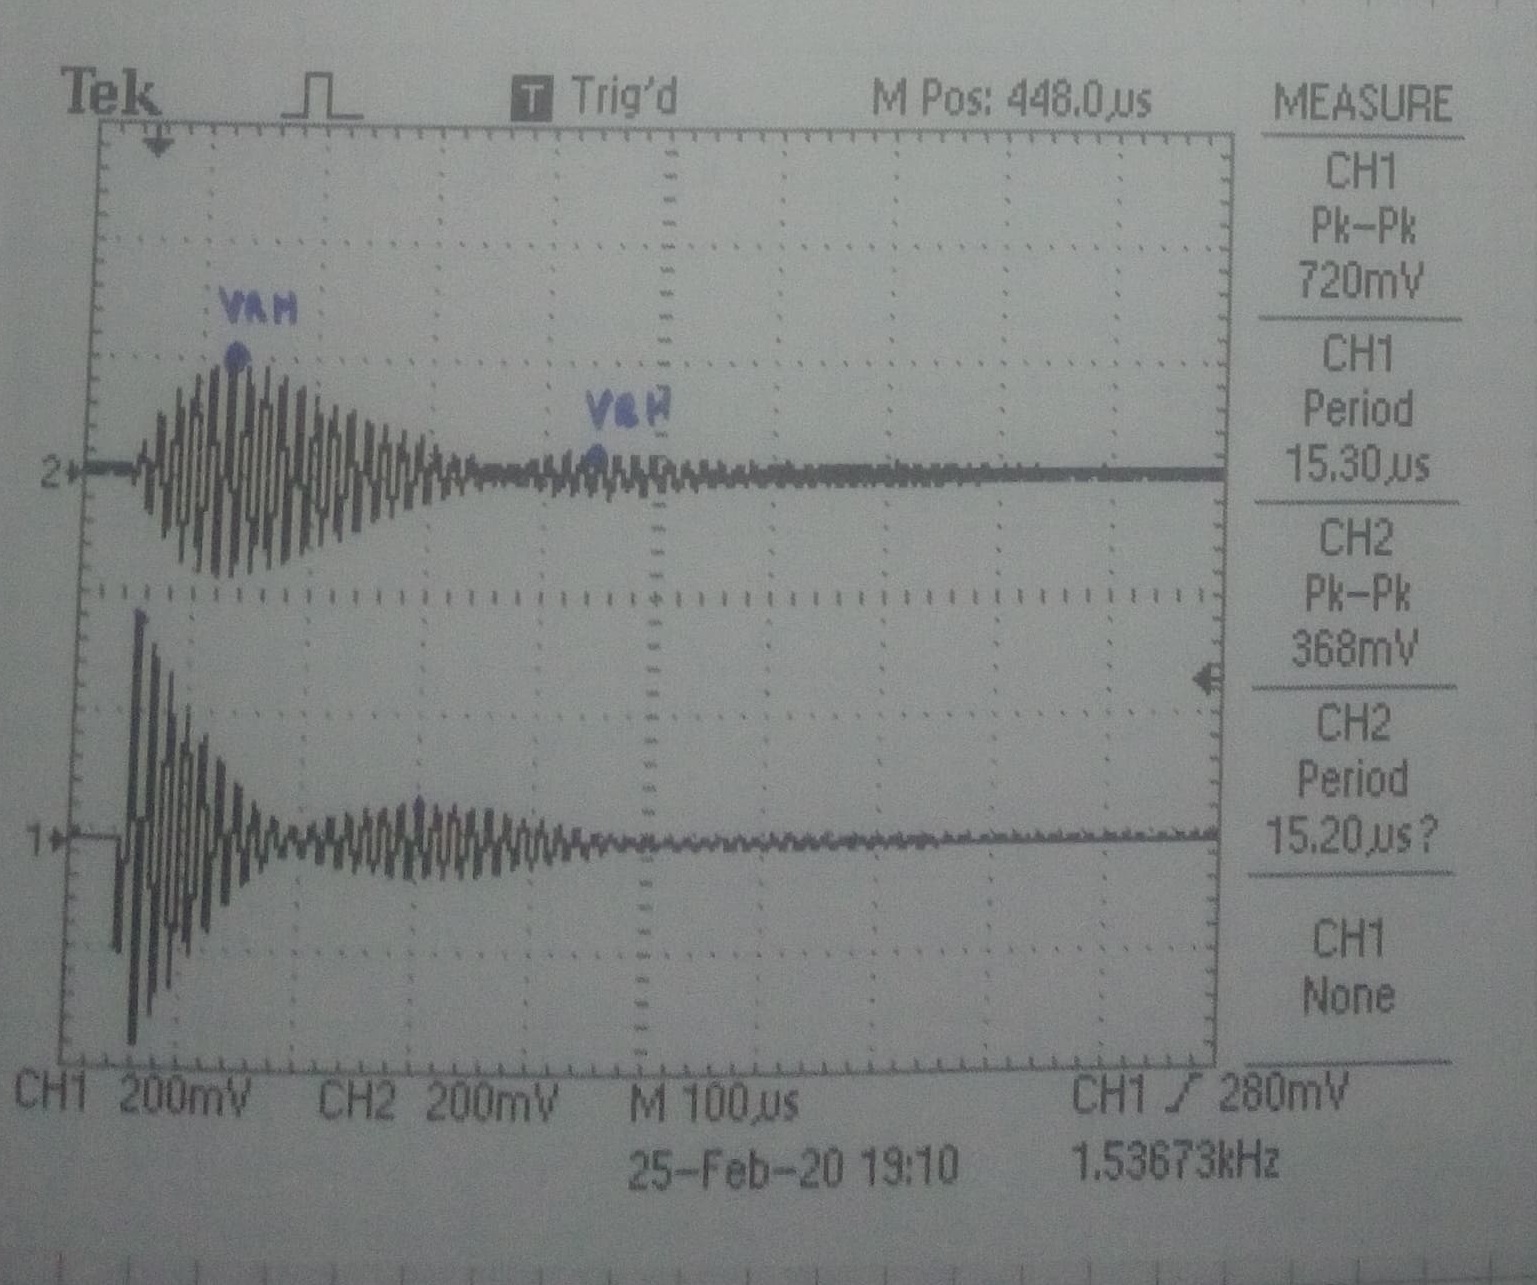 Tek T Trig'd M Pos: 448.0µs MEASURE
CH1
Pk-Pk
720mV
CH1
Period
15.30µs
CH2
Pk-Pk
368mV
CH2
Period
15.20µs?
CH1
None
VRM
2
1
CH1 200mV CH2 200mV M 100µs CH1 280mV
25-Feb-20 19:10 1.53673kHz